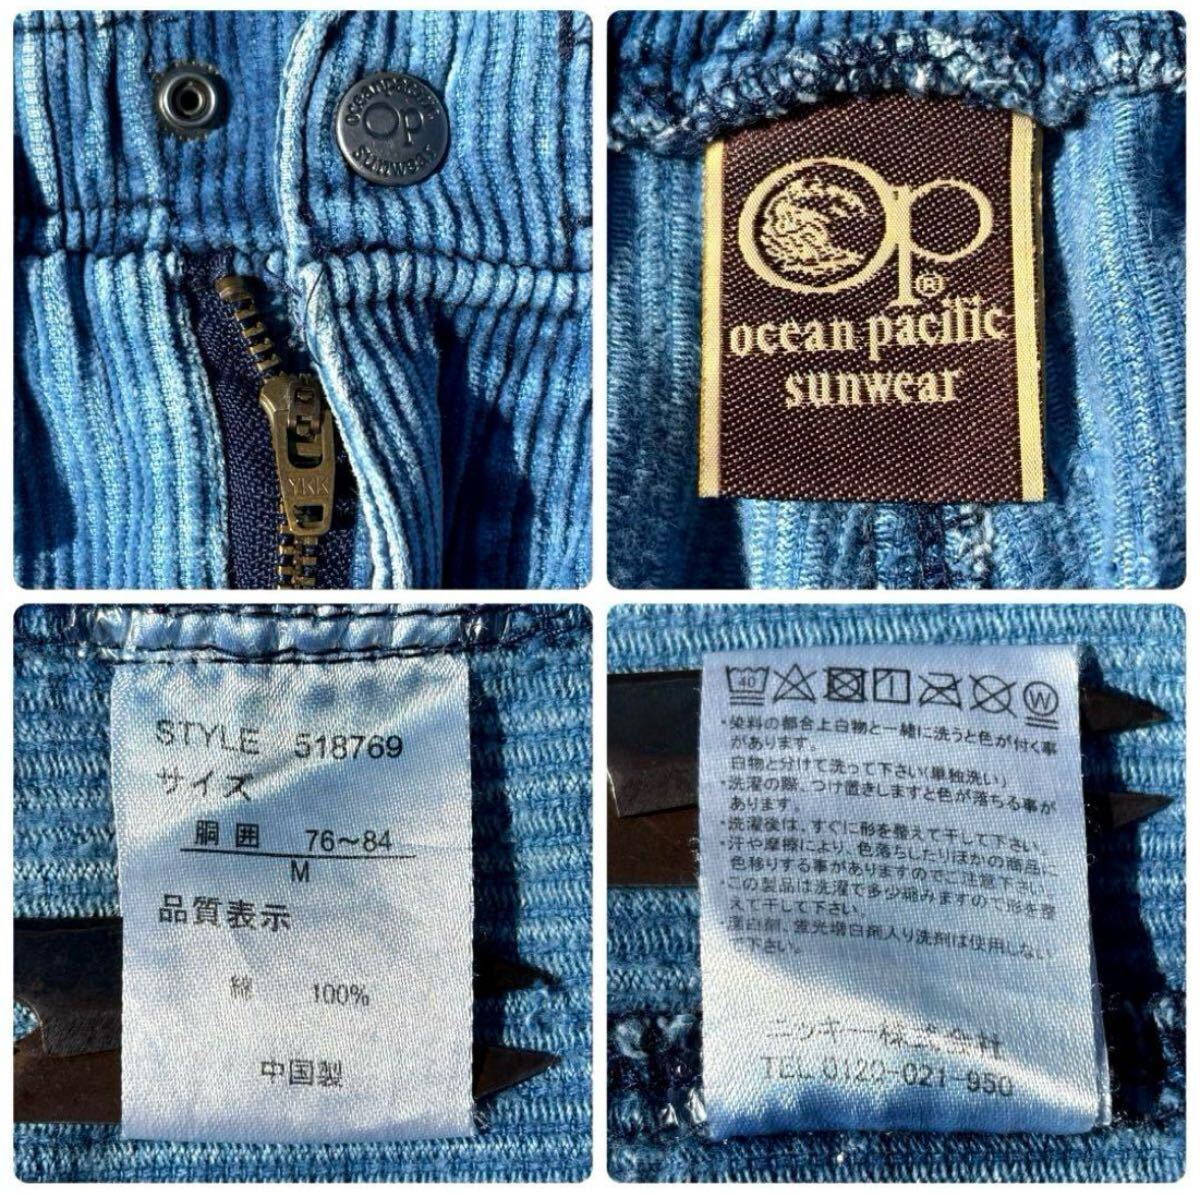 ocean pacific
Op
SUNWEAR
YKK
Op®
ocean pacific
sunwear
STYLE 518769
サイズ
胴囲 76~84
M
品質表示
綿 100%
中国製
40
W
・染料の都合上白物と一緒に洗うと色が付く事
があります。
白物と分けて洗って下さい(単独洗い)
・洗濯の際、つけ置きしますと色が落ちる事が
あります。
・洗濯後は、すぐに形を整えて干して下さい。
・汗や摩擦により、色落ちしたりほかの商品に
色移りする事がありますのでご注意下さい。
・この製品は洗濯で多少縮みますので形を整
えて干して下さい。
・漂白剤、蛍光増白剤入り洗剤は使用しない
で下さい。
ニッキー株式会社
TEL 0120-021-950